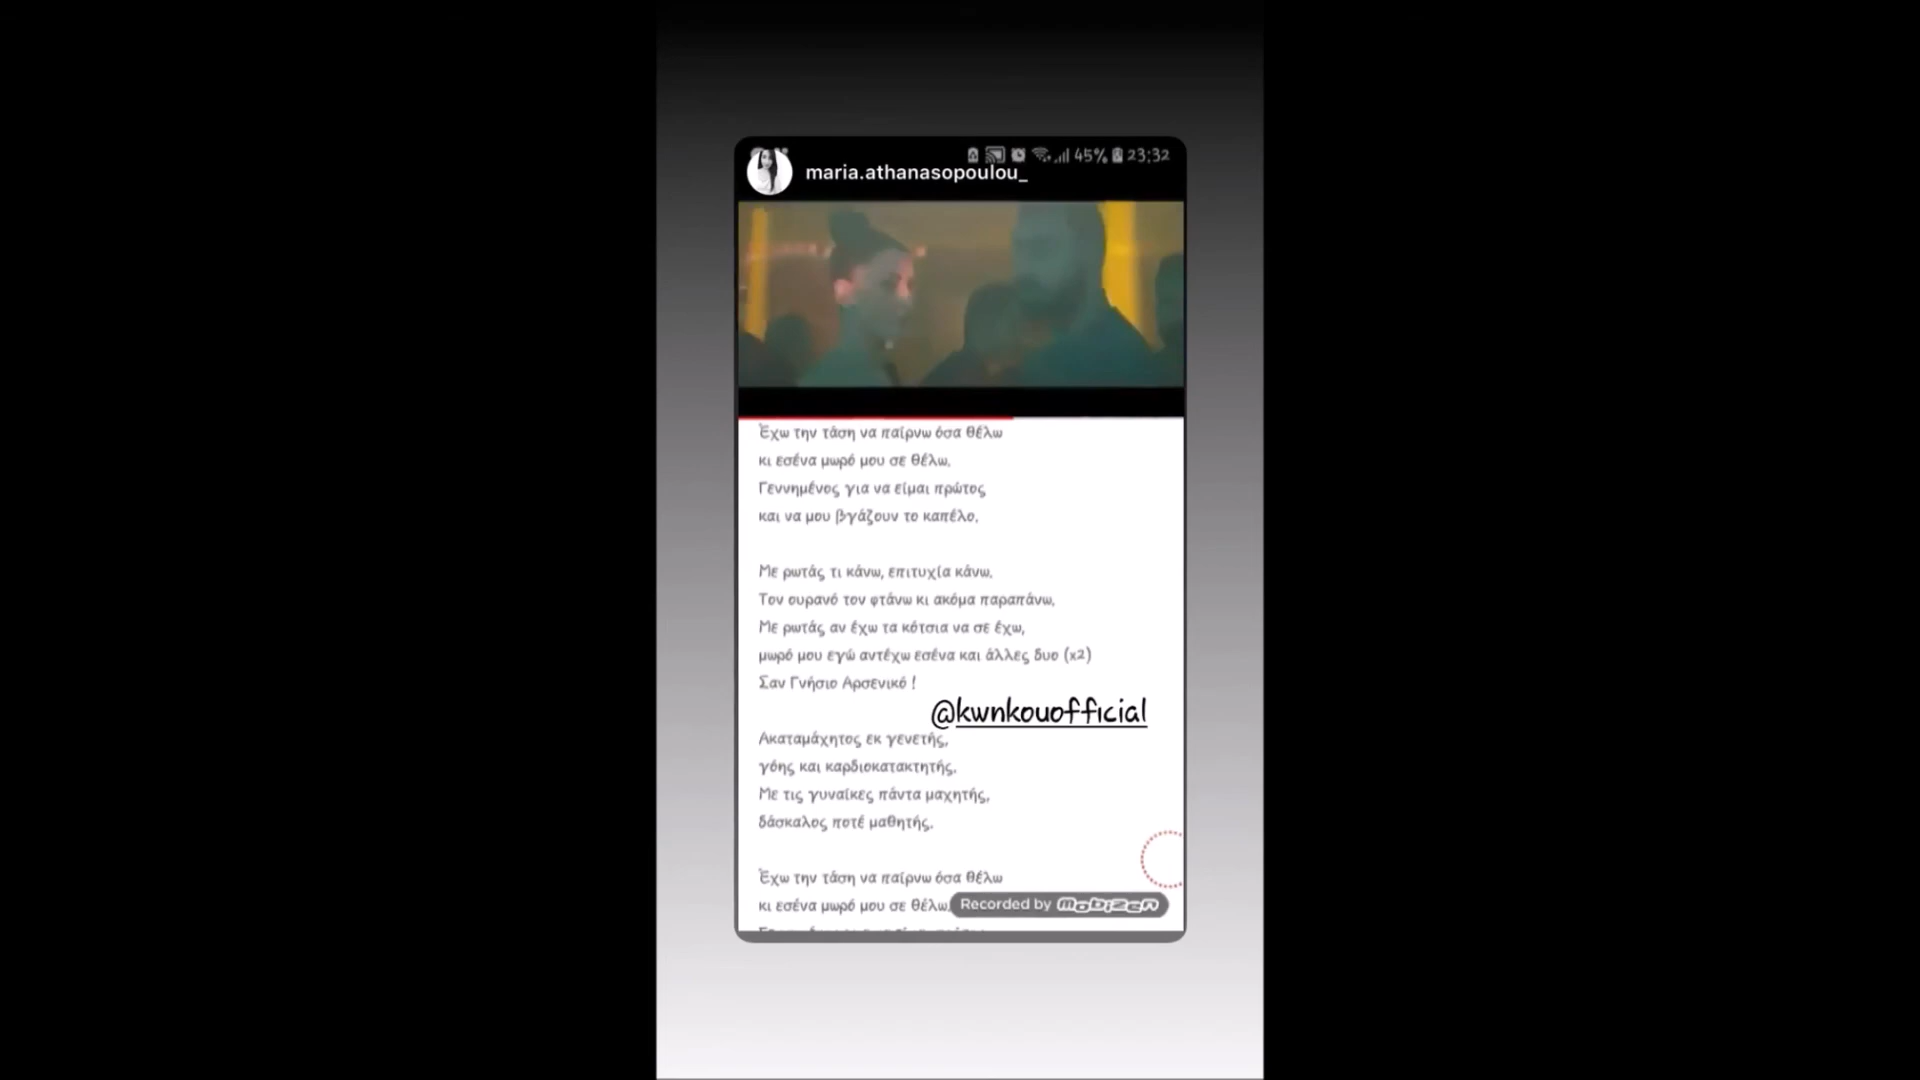 45% 23:32
maria.athanasopoulou_
Έχω την τάση να παίρνω όσα θέλω
κι εσένα μωρό μου σε θέλω,
Γεννημένος για να είμαι πρώτος
και να μου βγάζουν το καπέλο.
Με ρωτάς τι κάνω, επιτυχία κάνω.
Τον ουρανό τον φτάνω κι ακόμα παραπάνω,
Με ρωτάς αν έχω τα κότσια να σε έχω,
μωρό μου εγώ αντέχω εσένα και άλλες δυο (x2)
Σαν Γνήσιο Αρσενικό !
@kwnkouofficial
Ακαταμάχητος εκ γενετής,
γόης και καρδιοκατακτητής.
Με τις γυναίκες πάντα μαχητής,
δάσκαλος ποτέ μαθητής.
Έχω την τάση να παίρνω όσα θέλω
κι εσένα μωρό μου σε θέλω,
Recorded by mobizen